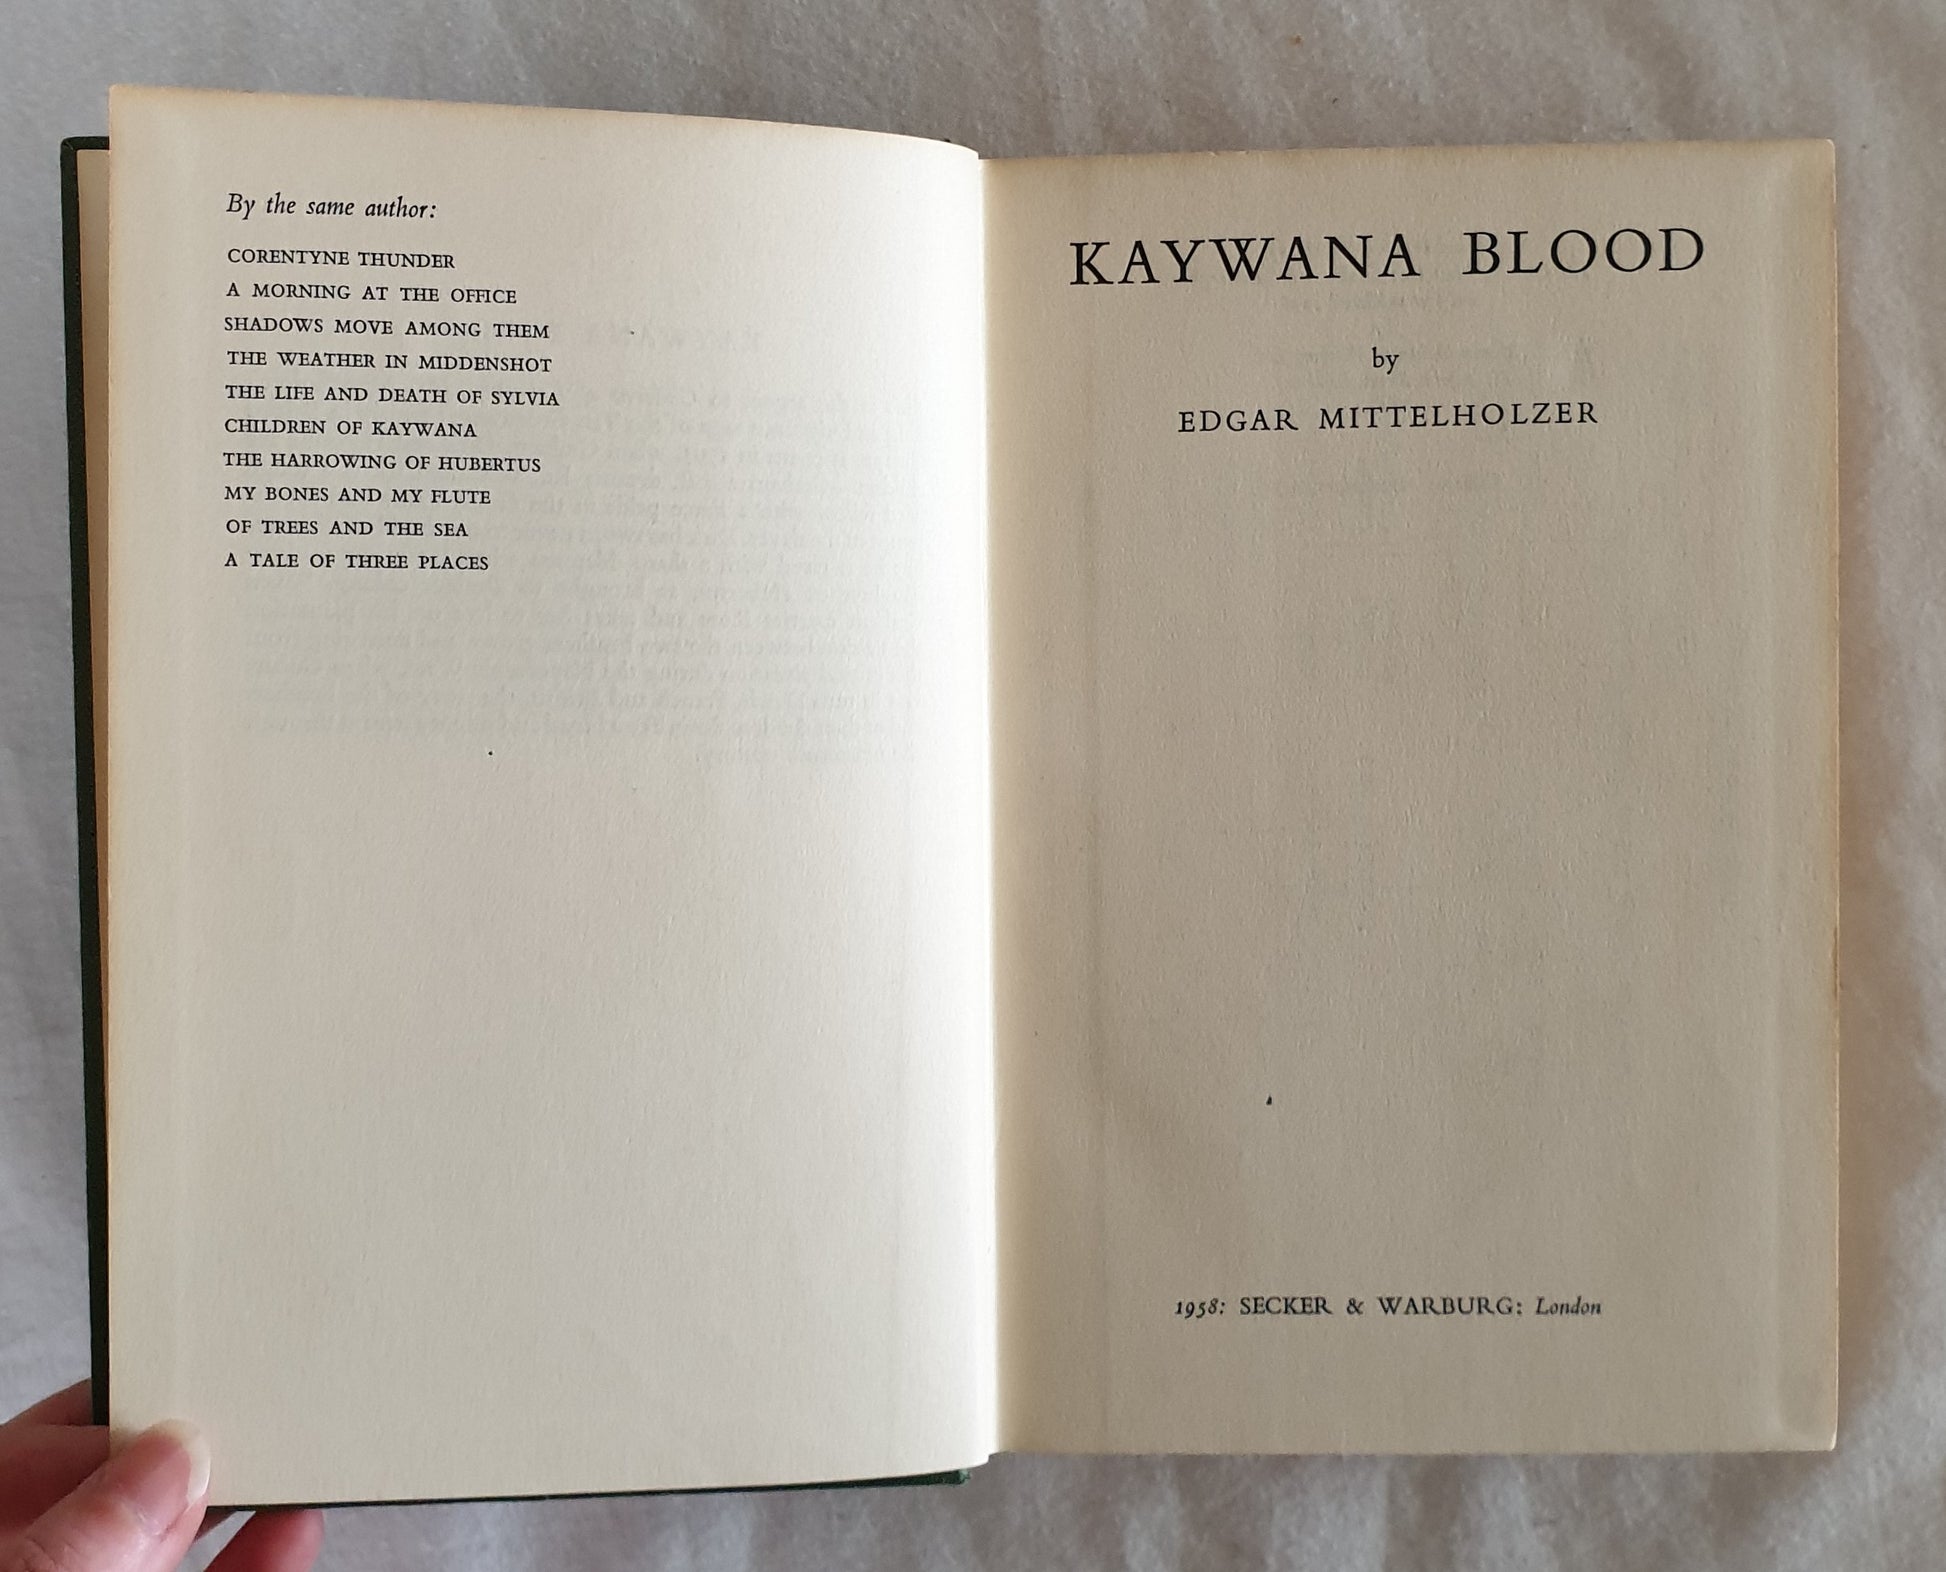 By the same author:
CORENTYNE THUNDER
A MORNING AT THE OFFICE
SHADOWS MOVE AMONG THEM
THE WEATHER IN MIDDENSHOT
THE LIFE AND DEATH OF SYLVIA
CHILDREN OF KAYWANA
THE HARROWING OF HUBERTUS
MY BONES AND MY FLUTE
OF TREES AND THE SEA
A TALE OF THREE PLACES
KAYWANA BLOOD
by
EDGAR MITTELHOLZER
1958: SECKER & WARBURG: London